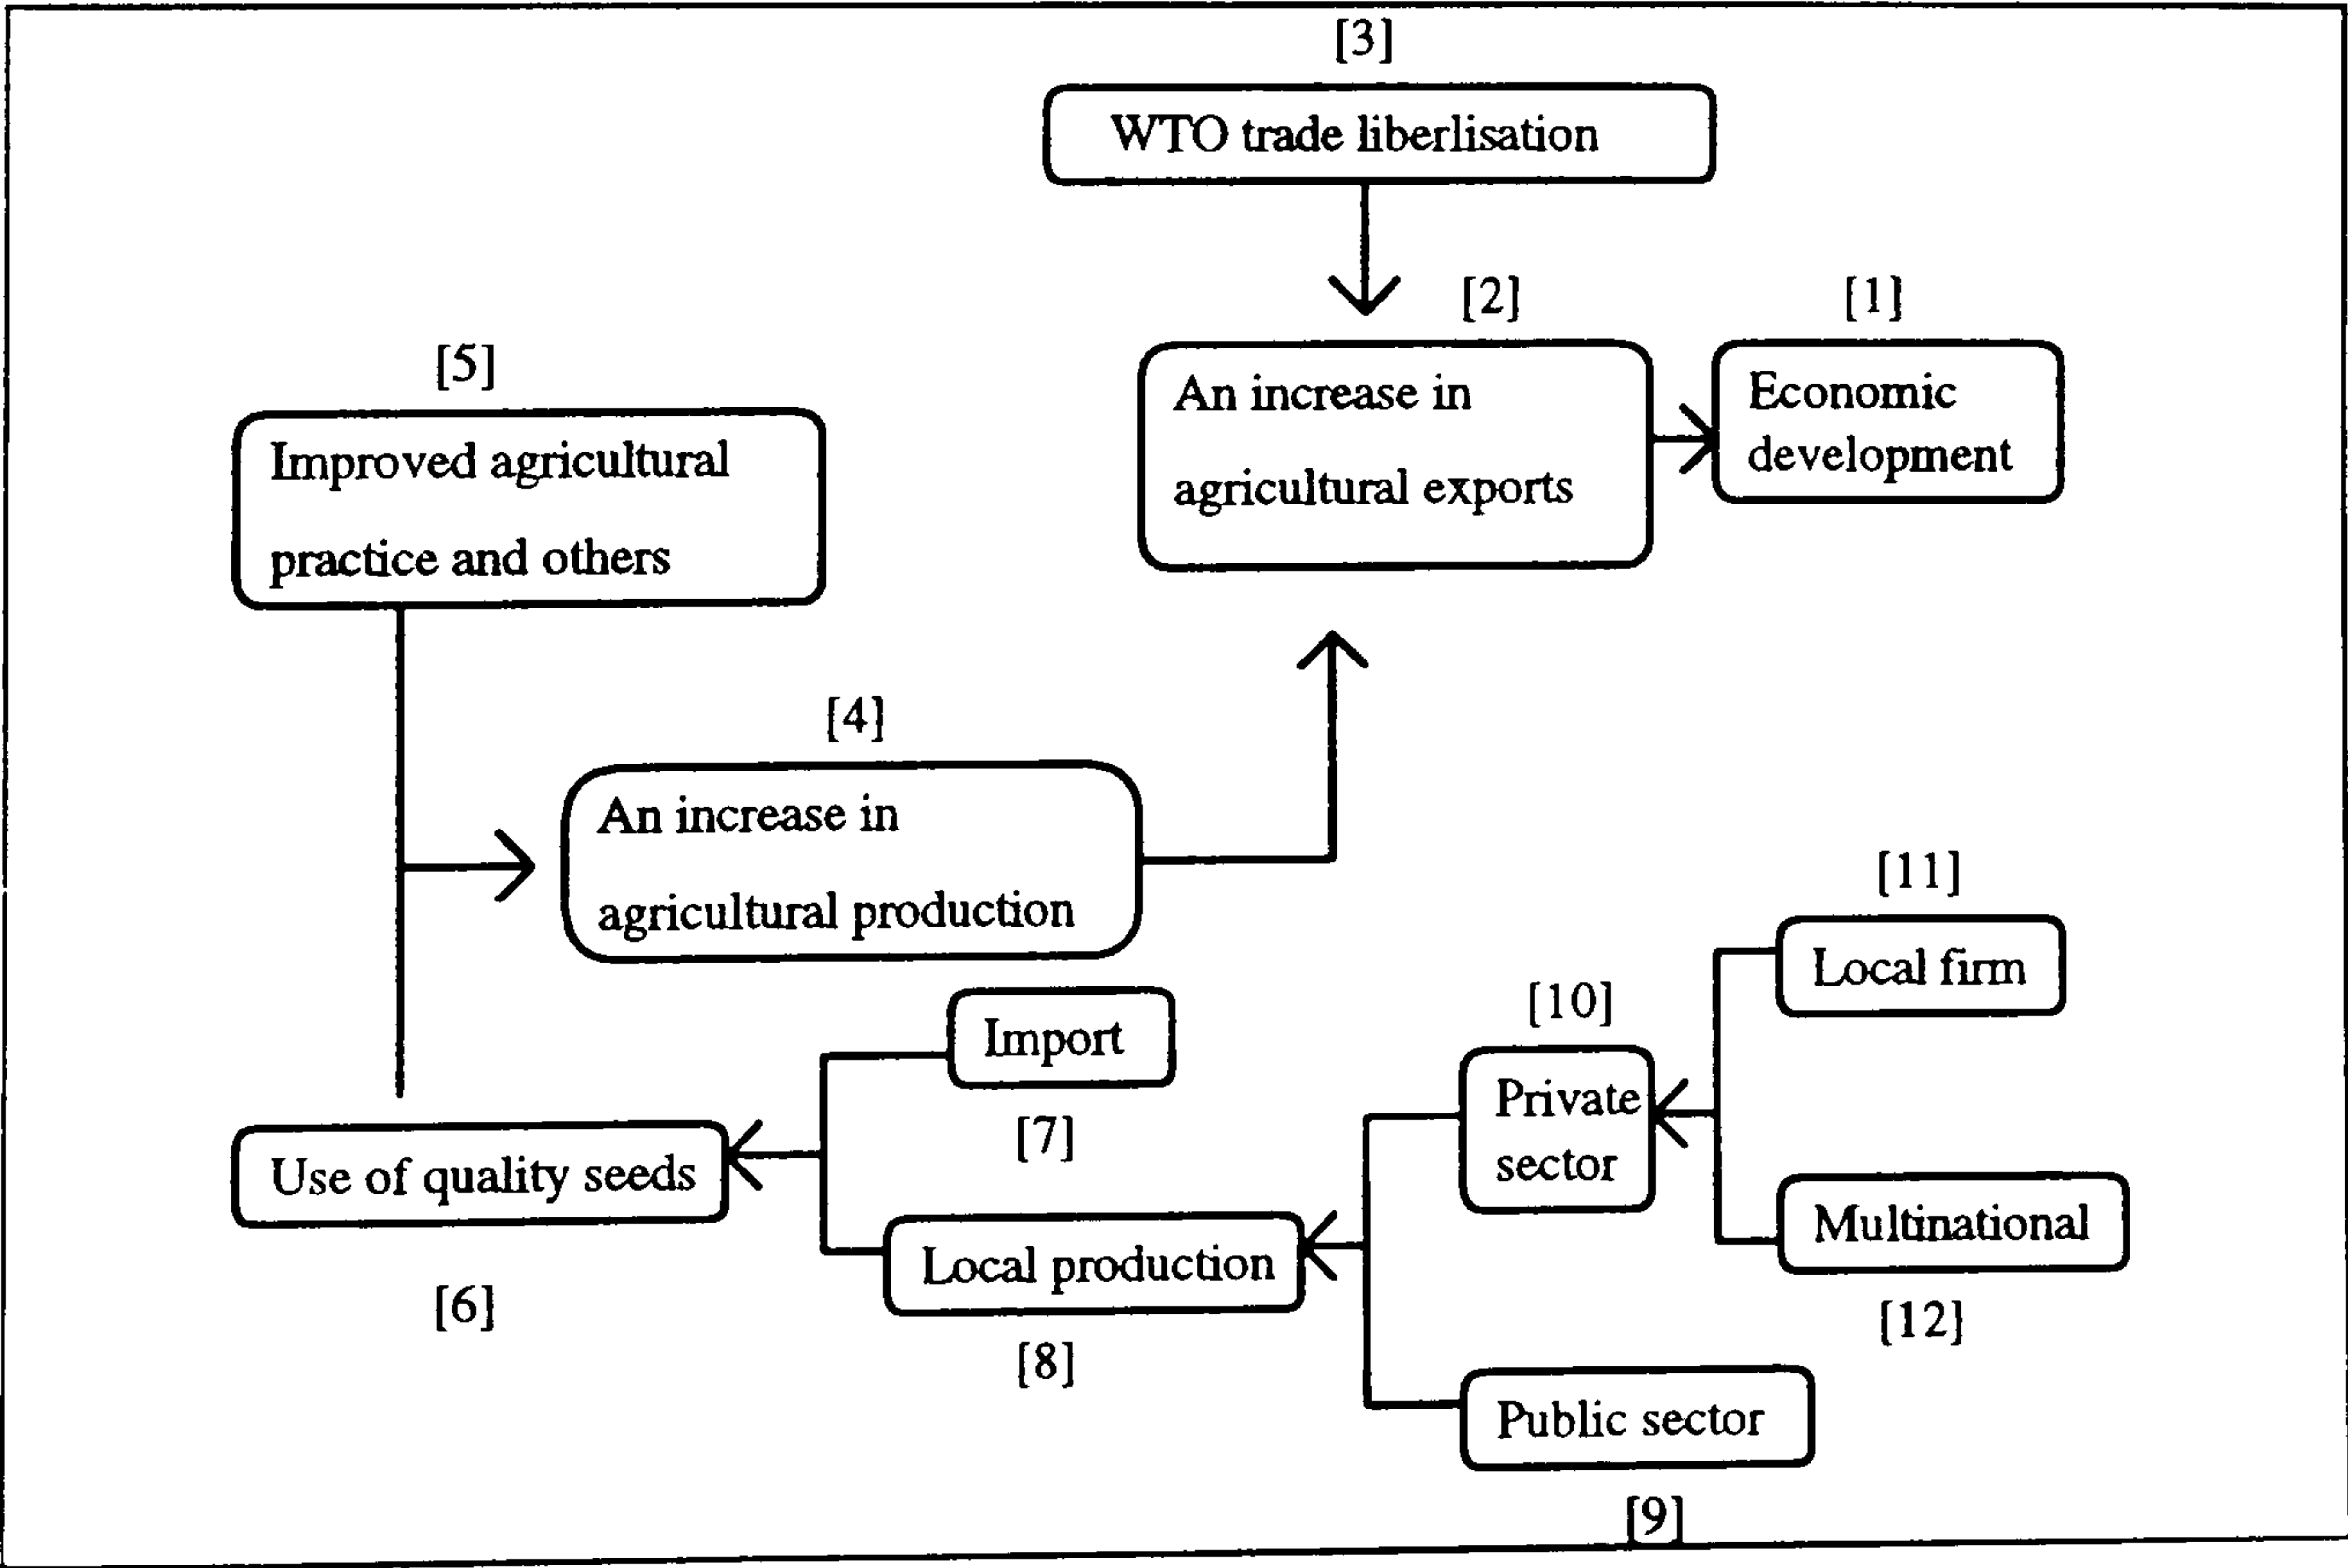 [3]
WTO trade liberlisation
[2]
[1]
An increase in
agricultural exports
Economic
development
[5]
Improved agricultural
practice and others
[4]
An increase in
agricultural production
[11]
Local firm
[10]
Private
sector
Import
[7]
Use of quality seeds
[6]
Local production
[8]
Multinational
[12]
Public sector
[9]